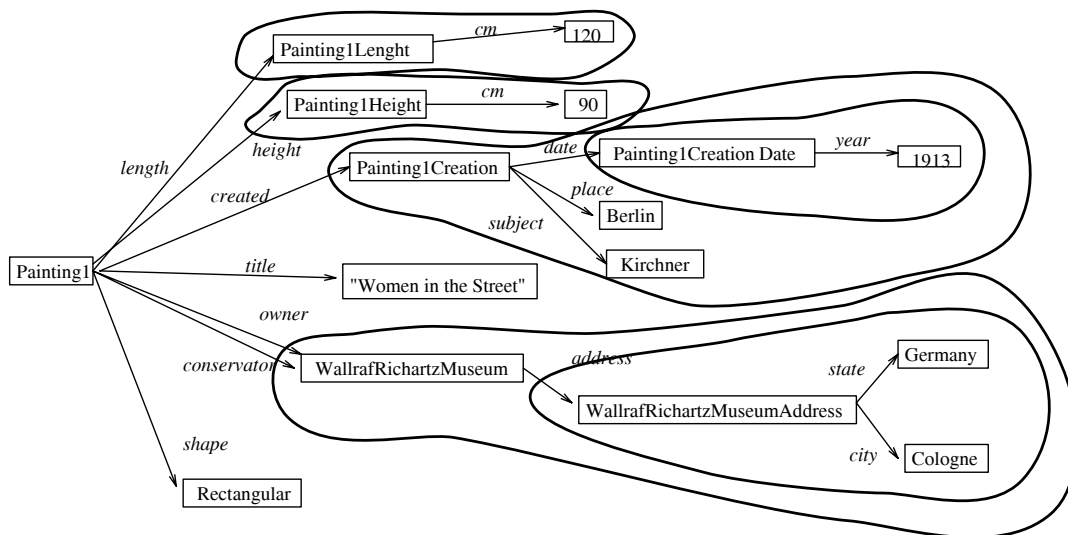 cm
120
Painting1Lenght
cm
Painting1Height
90
length
height
date
Painting1Creation Date
year
1913
Painting1Creation
created
place
Berlin
subject
Kirchner
Painting1
title
"Women in the Street"
owner
conservator
WallrafRichartzMuseum
address
Germany
state
WallrafRichartzMuseumAddress
shape
city
Cologne
Rectangular